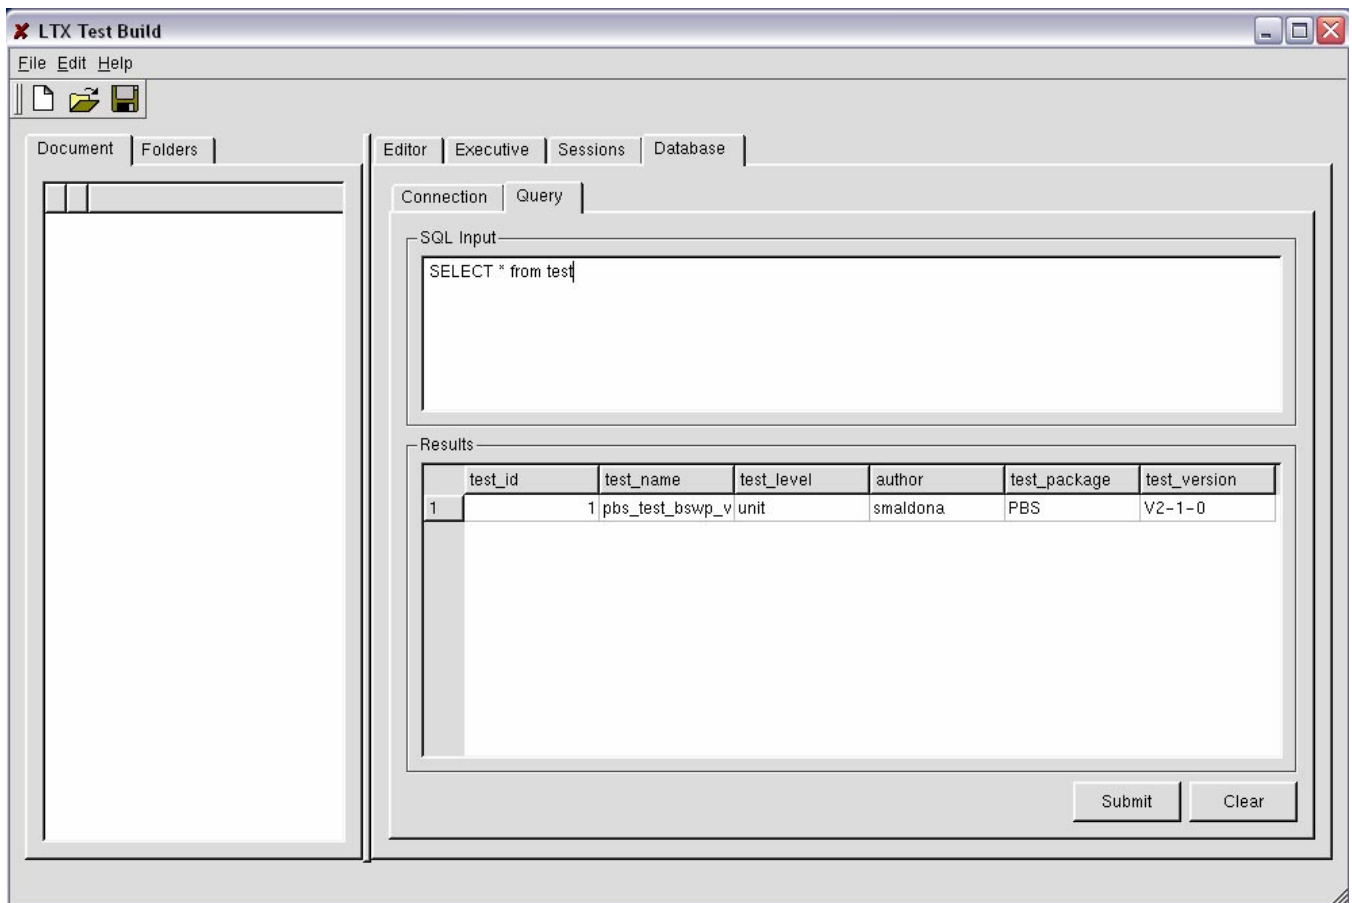 LTX Test Build
File Edit Help
Document Folders
Editor Executive Sessions Database
Connection Query
SQL Input
SELECT * from test
Results
test_id test_name test_level author test_package test_version
1 1 pbs_test_bswp_v unit smaldona PBS V2-1-0
Submit Clear